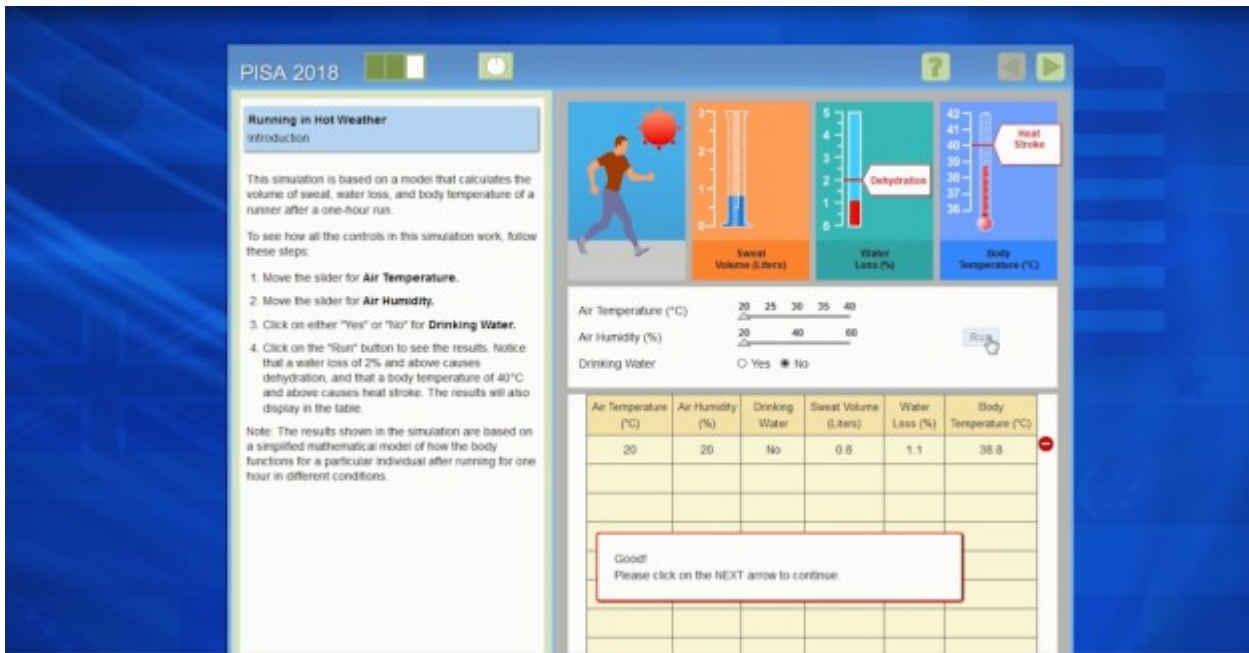 PISA 2018
?
Running in Hot Weather
Introduction
This simulation is based on a model that calculates the
volume of sweat, water loss, and body temperature of a
runner after a one-hour run.
To see how all the controls in this simulation work, follow
these steps:
1. Move the slider for Air Temperature.
2. Move the slider for Air Humidity.
3. Click on either "Yes" or "No" for Drinking Water.
4. Click on the "Run" button to see the results. Notice
that a water loss of 2% and above causes
dehydration, and that a body temperature of 40°C
and above causes heat stroke. The results will also
display in the table.
Note: The results shown in the simulation are based on
a simplified mathematical model of how the body
functions for a particular individual after running for one
hour in different conditions.
3
2
1
0
Sweat
Volume (Liters)
5
4
3
2
1
0
Dehydration
Water
Loss (%)
42
41
40
39
38
37
36
Heat
Stroke
Body
Temperature (°C)
Air Temperature (°C) 20 25 30 35 40
Air Humidity (%) 20 40 60
Run
Drinking Water Yes No
Air Temperature (°C) Air Humidity (%) Drinking Water Sweat Volume (Liters) Water Loss (%) Body Temperature (°C)
20 20 No 0.8 1.1 38.8
Good!
Please click on the NEXT arrow to continue.